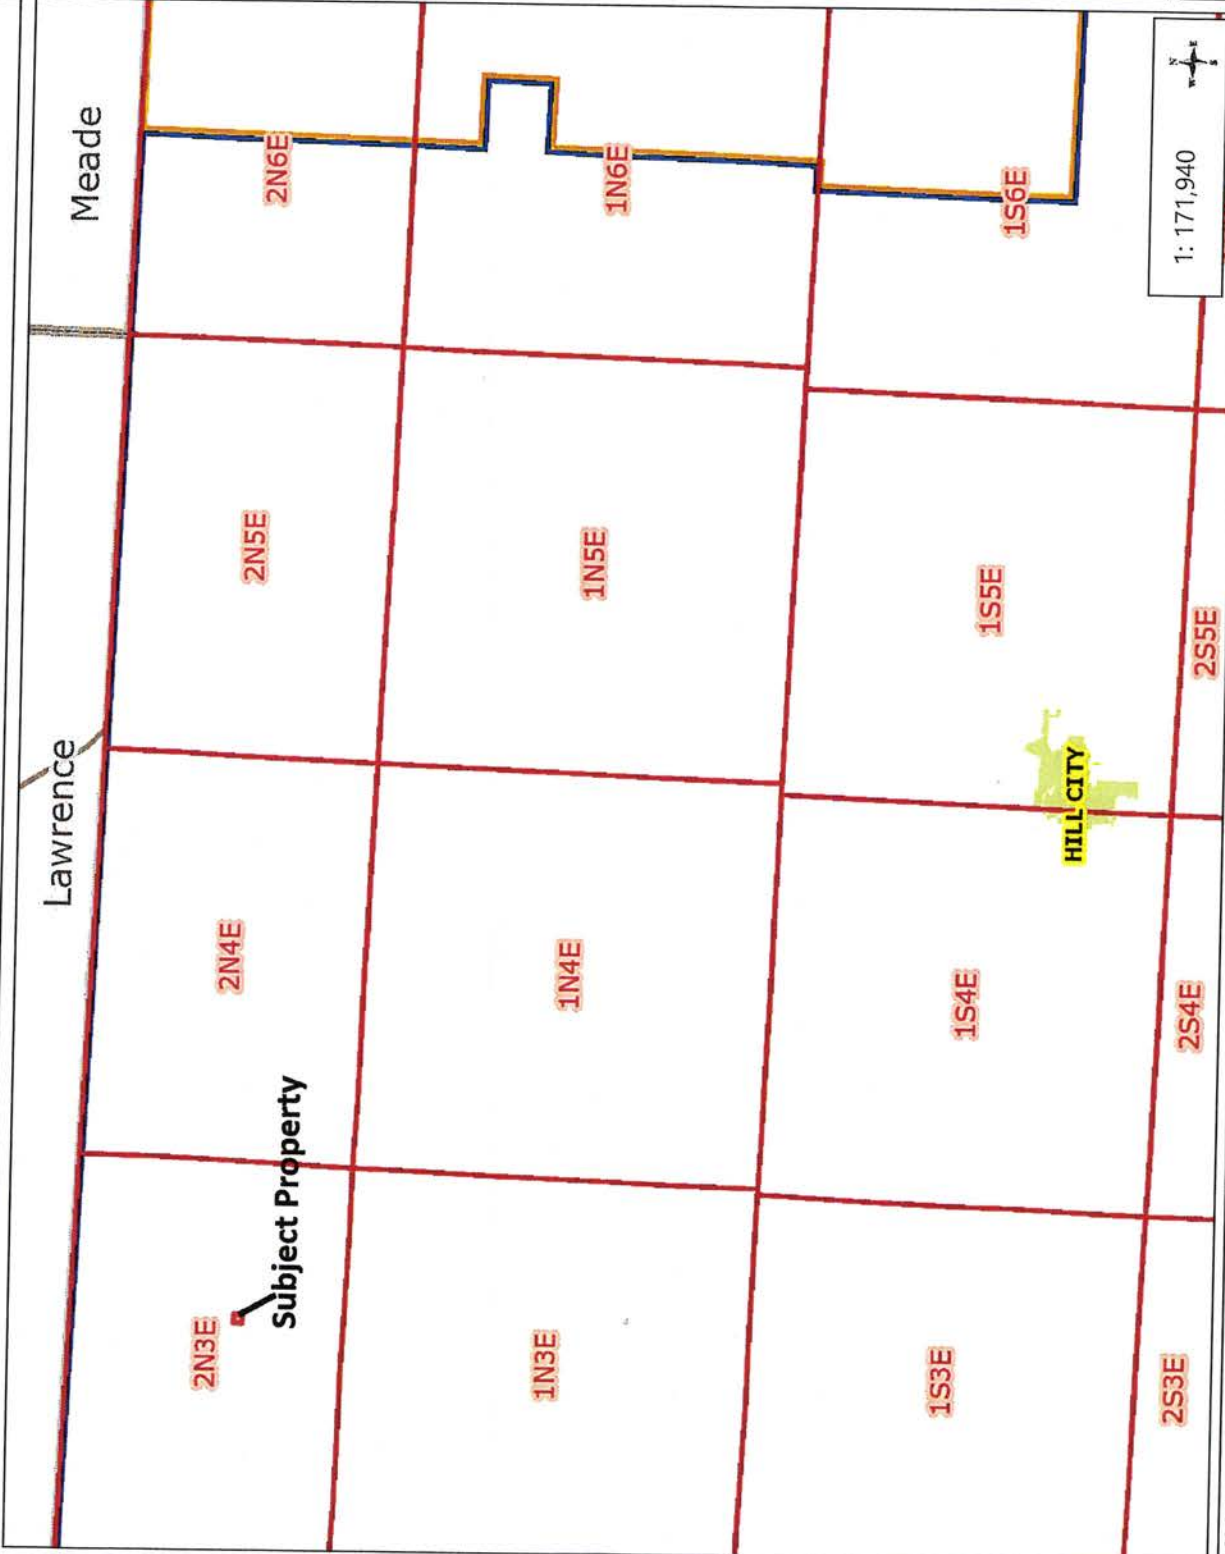 Lawrence
Meade
2N3E
2N4E
2N5E
2N6E
Subject Property
1N3E
1N4E
1N5E
1N6E
1S3E
1S4E
1S5E
1S6E
HILL CITY
2S3E
2S4E
2S5E
1: 171,940
N
W
E
S